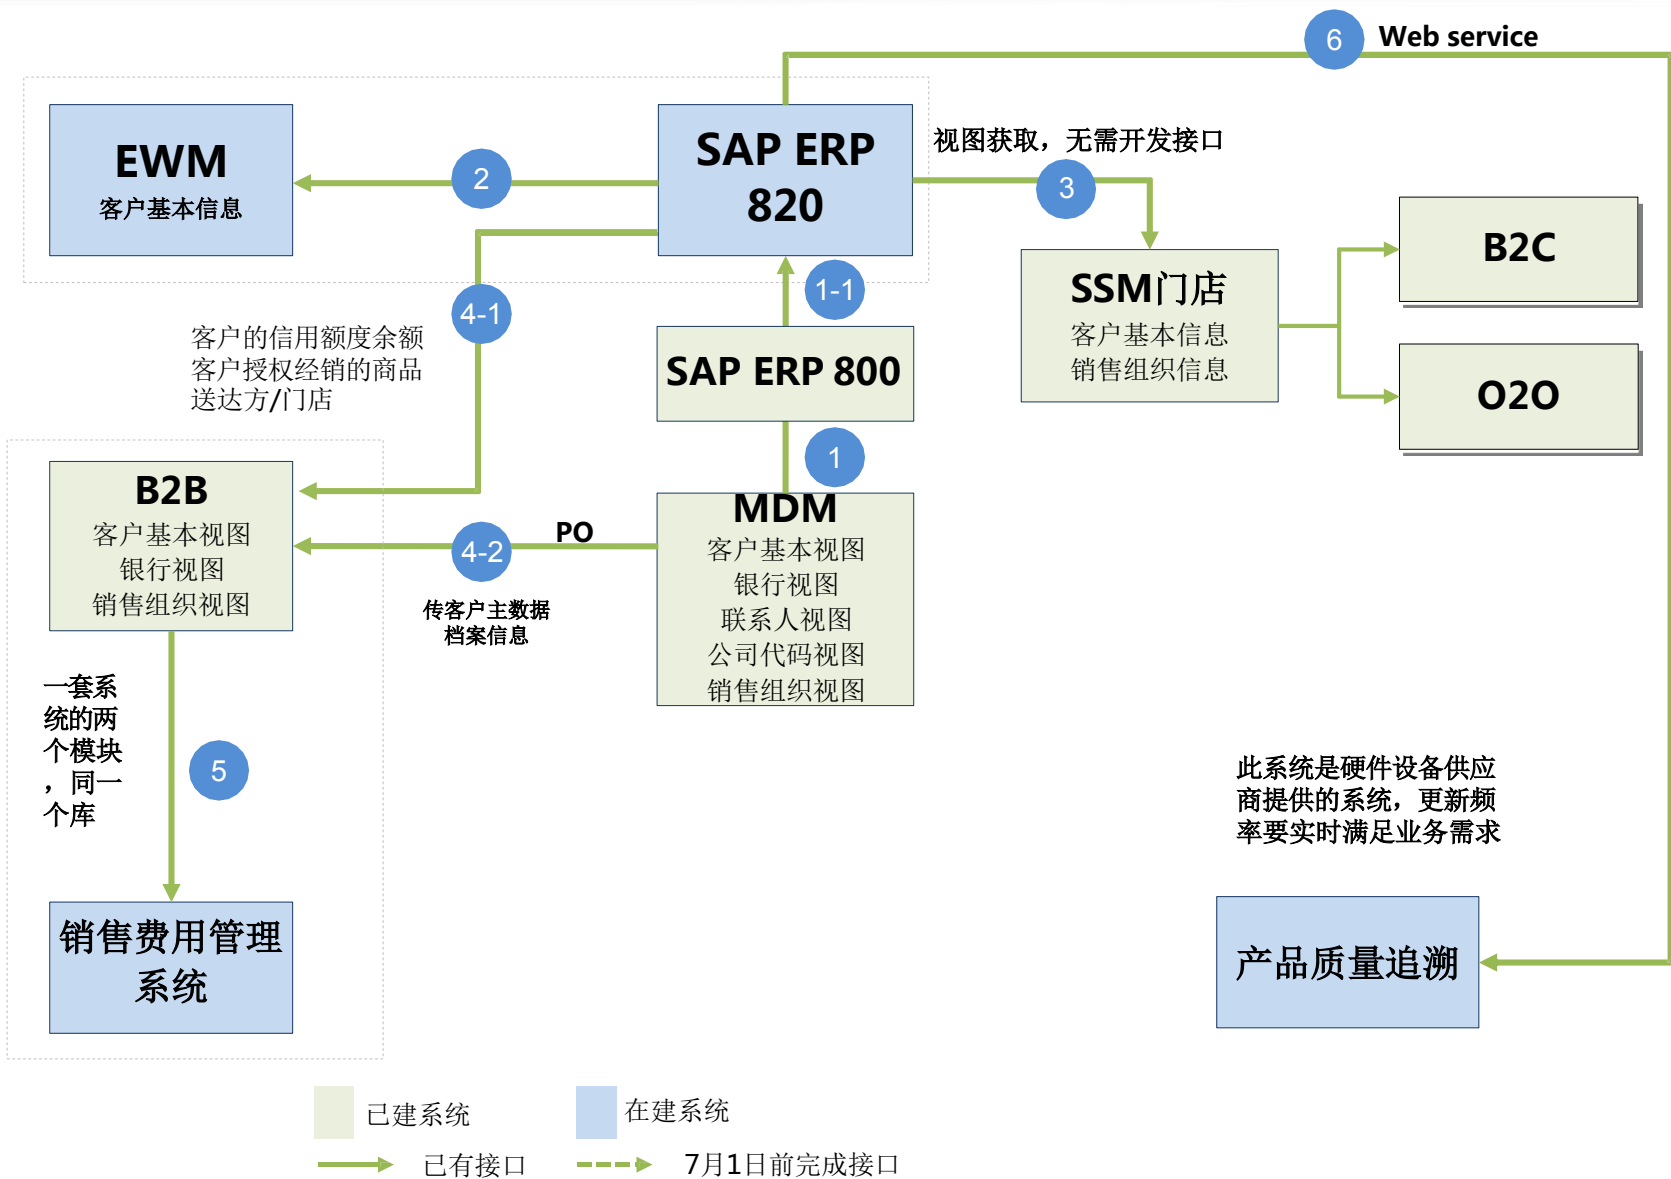 6
Web service
EWM
客户基本信息
2
SAP ERP
820
视图获取，无需开发接口
3
B2C
SSM门店
客户基本信息
销售组织信息
O2O
1-1
4-1
客户的信用额度余额
客户授权经销的商品
送达方/门店
SAP ERP 800
1
B2B
客户基本视图
银行视图
销售组织视图
4-2
PO
传客户主数据
档案信息
MDM
客户基本视图
银行视图
联系人视图
公司代码视图
销售组织视图
一套系
统的两
个模块
，同一
个库
5
此系统是硬件设备供应
商提供的系统，更新频
率要实时满足业务需求
销售费用管理
系统
产品质量追溯
已建系统
在建系统
已有接口
7月1日前完成接口